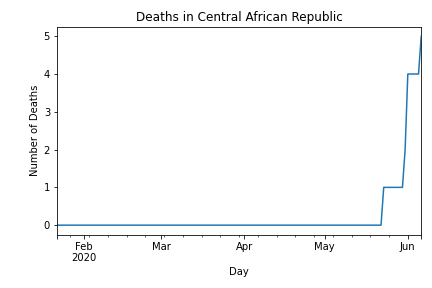 Deaths in Central African Republic
5
4
3
2
1
0
Number of Deaths
Feb
2020
Mar
Apr
May
Jun
Day